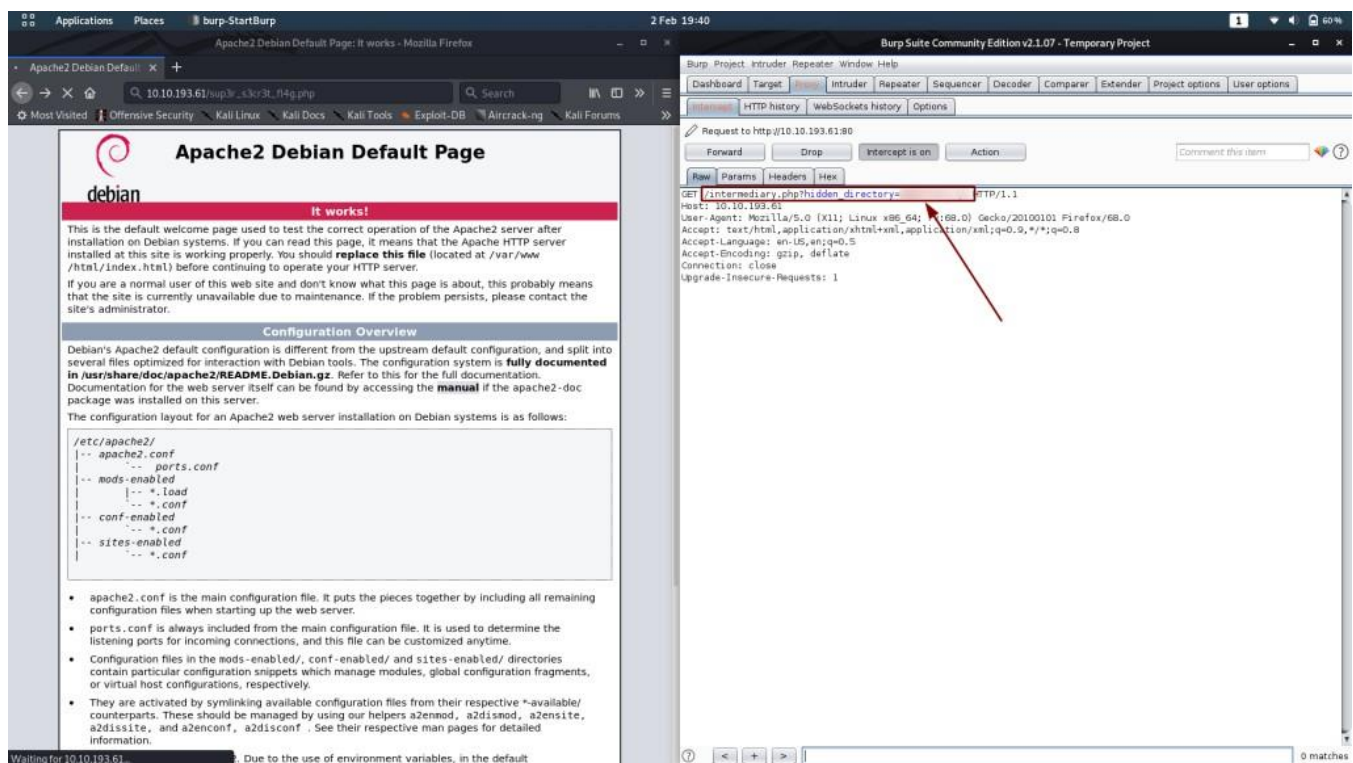 Applications Places burp-StartBurp 2 Feb 19:40 1 60%
Apache2 Debian Default Page: It works - Mozilla Firefox
Apache2 Debian Default
10.10.193.61/sup3r_s3cr3t_fl4g.php Search
Most Visited Offensive Security Kali Linux Kali Docs Kali Tools Exploit-DB Aircrack-ng Kali Forums
Apache2 Debian Default Page
debian
It works!
This is the default welcome page used to test the correct operation of the Apache2 server after
installation on Debian systems. If you can read this page, it means that the Apache HTTP server
installed at this site is working properly. You should replace this file (located at /var/www
/html/index.html) before continuing to operate your HTTP server.
If you are a normal user of this web site and don't know what this page is about, this probably means
that the site is currently unavailable due to maintenance. If the problem persists, please contact the
site's administrator.
Configuration Overview
Debian's Apache2 default configuration is different from the upstream default configuration, and split into
several files optimized for interaction with Debian tools. The configuration system is fully documented
in /usr/share/doc/apache2/README.Debian.gz. Refer to this for the full documentation.
Documentation for the web server itself can be found by accessing the manual if the apache2-doc
package was installed on this server.
The configuration layout for an Apache2 web server installation on Debian systems is as follows:
/etc/apache2/
|-- apache2.conf
|       `--  ports.conf
|-- mods-enabled
|       |-- *.load
|       `-- *.conf
|-- conf-enabled
|       `-- *.conf
|-- sites-enabled
|       `-- *.conf
• apache2.conf is the main configuration file. It puts the pieces together by including all remaining
configuration files when starting up the web server.
• ports.conf is always included from the main configuration file. It is used to determine the
listening ports for incoming connections, and this file can be customized anytime.
• Configuration files in the mods-enabled/, conf-enabled/ and sites-enabled/ directories
contain particular configuration snippets which manage modules, global configuration fragments,
or virtual host configurations, respectively.
• They are activated by symlinking available configuration files from their respective *-available/
counterparts. These should be managed by using our helpers a2enmod, a2dismod, a2ensite,
a2dissite, and a2enconf, a2disconf . See their respective man pages for detailed
information.
. Due to the use of environment variables, in the default
Waiting for 10.10.193.61...
Burp Suite Community Edition v2.1.07 - Temporary Project
Burp Project Intruder Repeater Window Help
Dashboard Target Proxy Intruder Repeater Sequencer Decoder Comparer Extender Project options User options
Intercept HTTP history WebSockets history Options
Request to http://10.10.193.61:80
Forward Drop Intercept is on Action Comment this item
Raw Params Headers Hex
GET /intermediary.php?hidden_directory= HTTP/1.1
Host: 10.10.193.61
User-Agent: Mozilla/5.0 (X11; Linux x86_64; :68.0) Gecko/20100101 Firefox/68.0
Accept: text/html,application/xhtml+xml,application/xml;q=0.9,*/*;q=0.8
Accept-Language: en-US,en;q=0.5
Accept-Encoding: gzip, deflate
Connection: close
Upgrade-Insecure-Requests: 1
< + > 0 matches